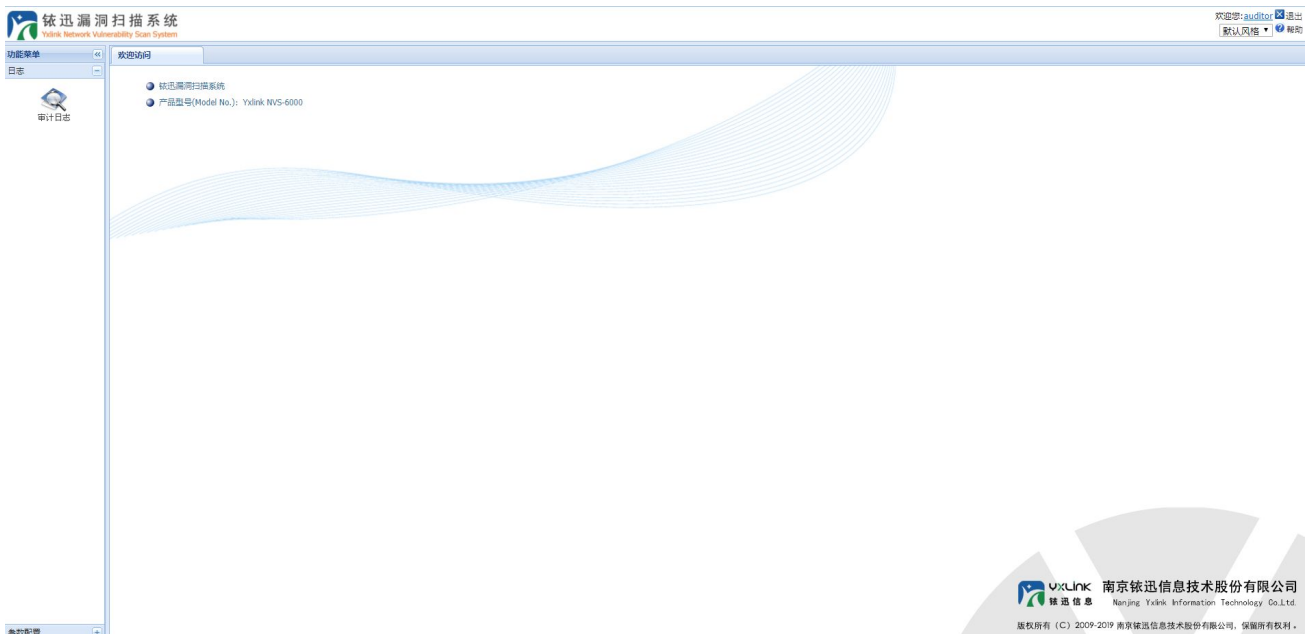 铱迅漏洞扫描系统
Yxlink Network Vulnerability Scan System
欢迎您:auditor 退出
默认风格 帮助
功能菜单
欢迎访问
日志
审计日志
铱迅漏洞扫描系统
产品型号(Model No.): Yxlink NVS-6000
YXLINK
铱迅信息
南京铱迅信息技术股份有限公司
Nanjing Yxlink Information Technology Co.Ltd.
版权所有 (C) 2009-2019 南京铱迅信息技术股份有限公司, 保留所有权利。
参数配置